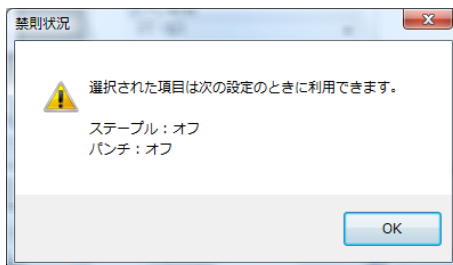 禁則状況
選択された項目は次の設定のときに利用できます。
ステープル：オフ
パンチ：オフ
OK